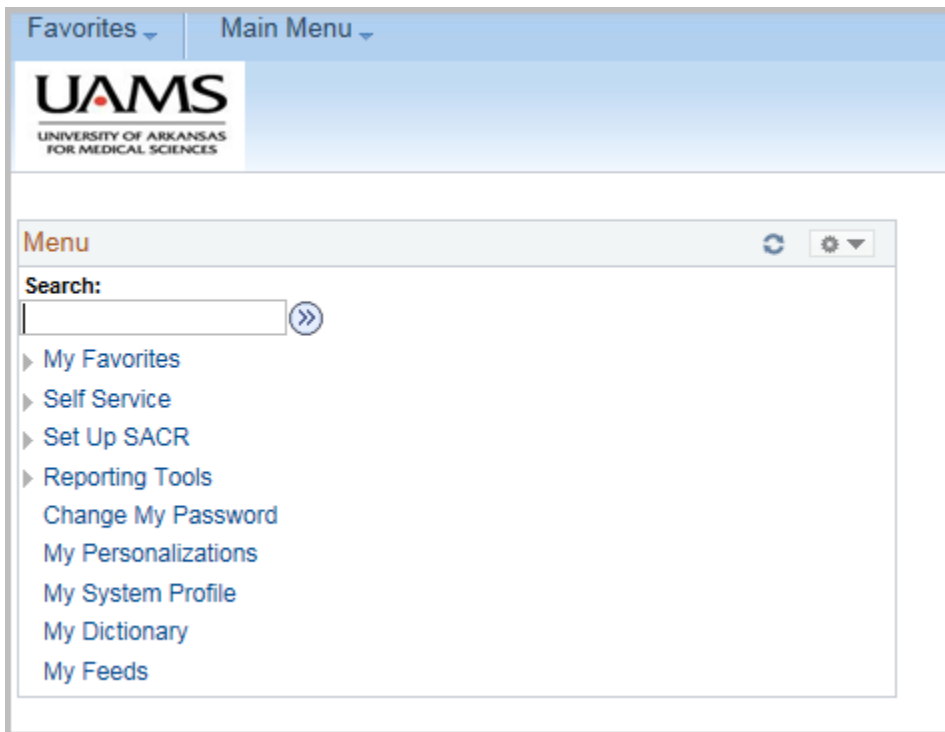 Favorites
Main Menu
UAMS
UNIVERSITY OF ARKANSAS
FOR MEDICAL SCIENCES
Menu
Search:
My Favorites
Self Service
Set Up SACR
Reporting Tools
Change My Password
My Personalizations
My System Profile
My Dictionary
My Feeds